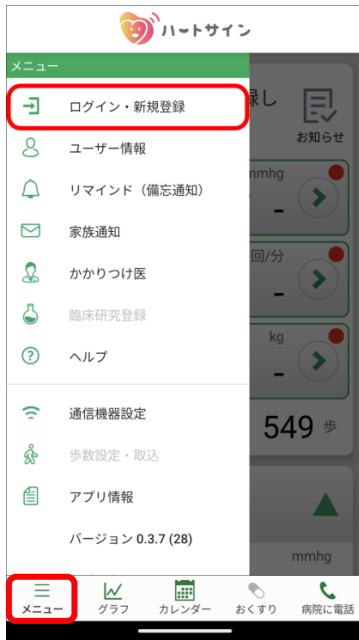 ハートサイン
メニュー
ログイン・新規登録
録し
ユーザー情報
お知らせ
リマインド（備忘通知）
mmhg
-
家族通知
回/分
かかりつけ医
-
臨床研究登録
kg
ヘルプ
-
通信機器設定
549 歩
歩数設定・取込
アプリ情報
バージョン 0.3.7 (28)
mmhg
メニュー グラフ カレンダー おくすり 病院に電話